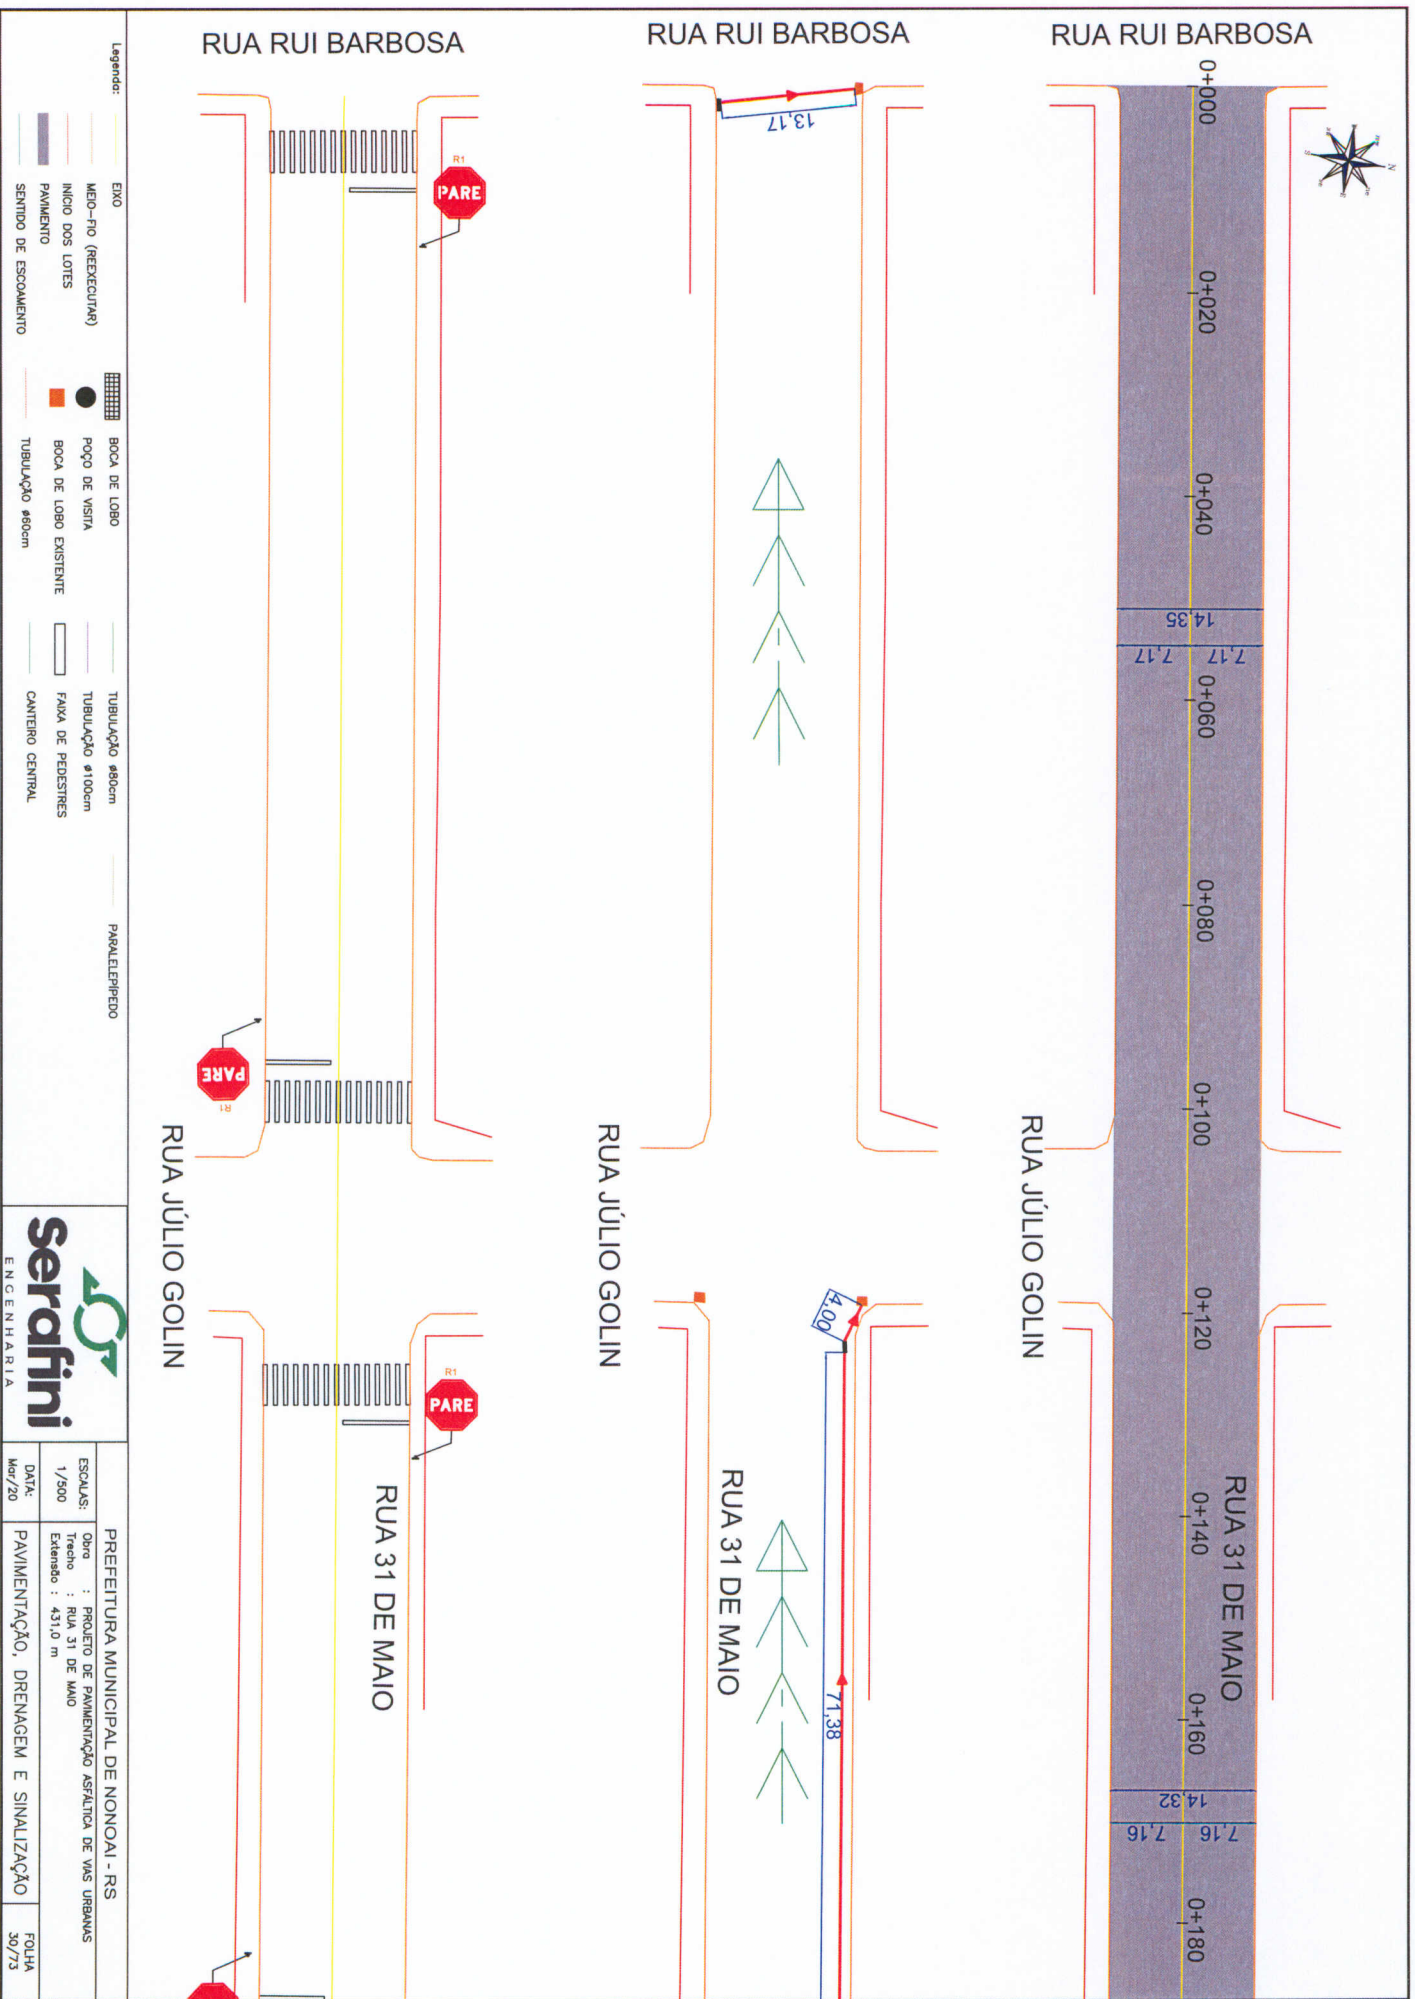 RUA RUI BARBOSA
0+000
0+020
0+040
0+060
0+080
0+100
0+120
0+140
0+160
0+180
14,35
7,17
7,17
14,32
7,16
7,16
RUA 31 DE MAIO
RUA JÚLIO GOLIN
N
S
RUA RUI BARBOSA
13,17
4,00
71,38
RUA 31 DE MAIO
RUA JÚLIO GOLIN
RUA RUI BARBOSA
R1
PARE
PARE
R1
R1
PARE
RUA 31 DE MAIO
RUA JÚLIO GOLIN
Legenda:
EIXO
MEIO-FIO (REEXECUTAR)
INÍCIO DOS LOTES
PAVIMENTO
SENTIDO DE ESCOAMENTO
BOCA DE LOBO
POÇO DE VISITA
BOCA DE LOBO EXISTENTE
TUBULAÇÃO ø60cm
TUBULAÇÃO ø80cm
TUBULAÇÃO ø100cm
FAIXA DE PEDESTRES
CANTEIRO CENTRAL
PARALELEPÍPEDO
serafini
ENGENHARIA
PREFEITURA MUNICIPAL DE NONOAI - RS
ESCALAS:
1/500
Obra : PROJETO DE PAVIMENTAÇÃO ASFÁLTICA DE VIAS URBANAS
Trecho : RUA 31 DE MAIO
Extensão : 431,0 m
DATA:
Mar/20
PAVIMENTAÇÃO, DRENAGEM E SINALIZAÇÃO
FOLHA
30/73